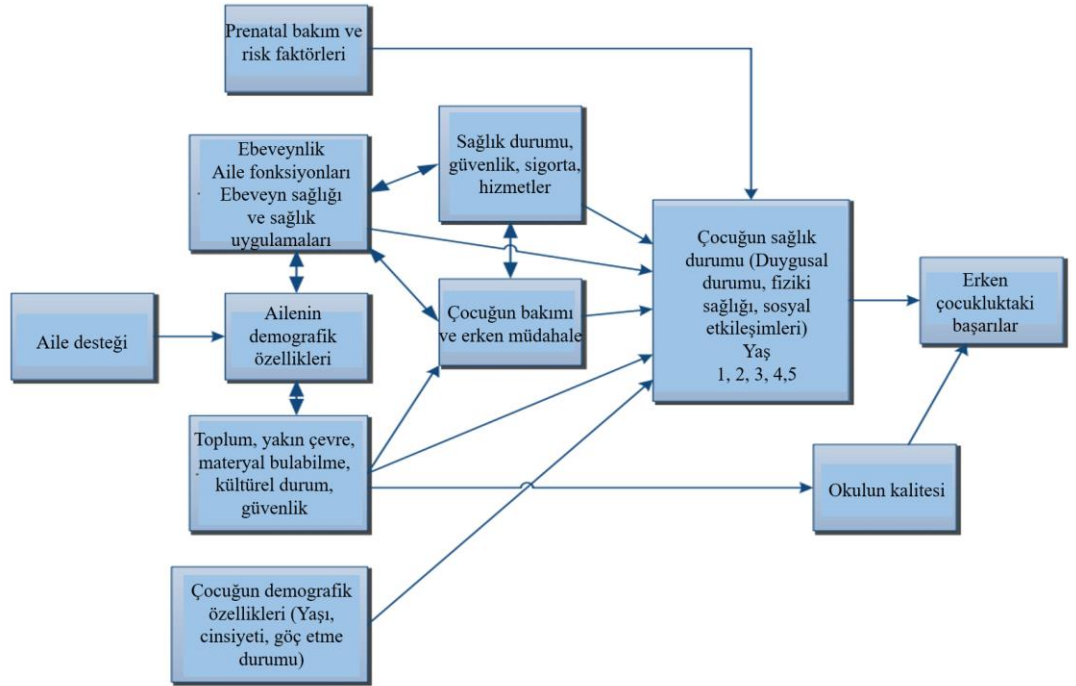 Prenatal bakım ve
risk faktörleri
Ebeveynlik
Aile fonksiyonları
Ebeveyn sağlığı
ve sağlık
uygulamaları
Sağlık durumu,
güvenlik, sigorta,
hizmetler
Çocuğun sağlık
durumu (Duygusal
durumu, fiziki
sağlığı, sosyal
etkileşimleri)
Yaş
1, 2, 3, 4,5
Erken
çocukluktaki
başarılar
Aile desteği
Ailenin
demografik
özellikleri
Çocuğun bakımı
ve erken müdahale
Toplum, yakın çevre,
materyal bulabilme,
kültürel durum,
güvenlik
Okulun kalitesi
Çocuğun demografik
özellikleri (Yaşı,
cinsiyeti, göç etme
durumu)